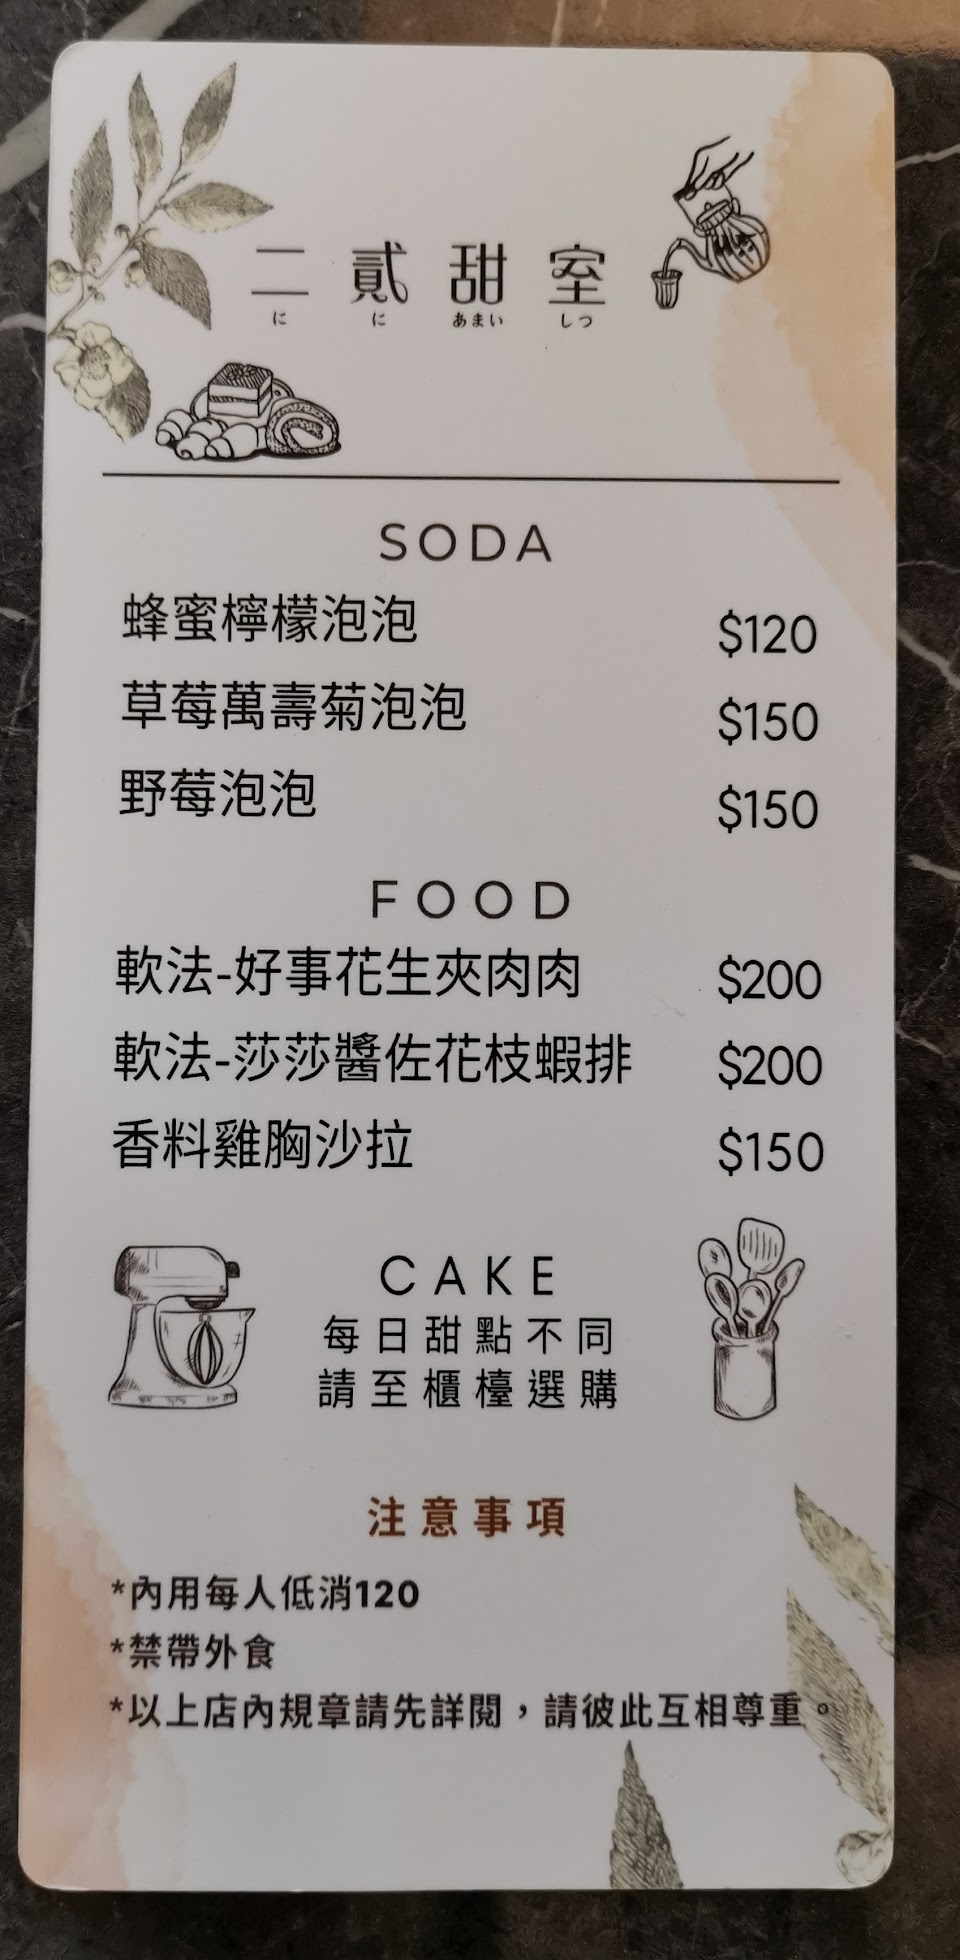 二貳甜室
に に あまい しつ
SODA
蜂蜜檸檬泡泡 $120
草莓萬壽菊泡泡 $150
野莓泡泡 $150
FOOD
軟法-好事花生夾肉肉 $200
軟法-莎莎醬佐花枝蝦排 $200
香料雞胸沙拉 $150
CAKE
每日甜點不同
請至櫃檯選購
注意事項
*內用每人低消120
*禁帶外食
*以上店內規章請先詳閱，請彼此互相尊重。